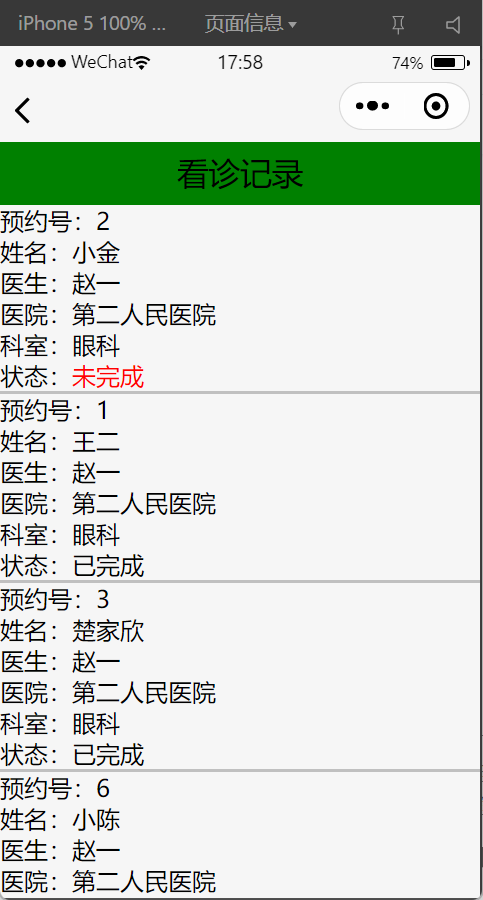 iPhone 5 100% ... 页面信息
WeChat 17:58 74%
看诊记录
预约号：2
姓名：小金
医生：赵一
医院：第二人民医院
科室：眼科
状态：未完成
预约号：1
姓名：王二
医生：赵一
医院：第二人民医院
科室：眼科
状态：已完成
预约号：3
姓名：楚家欣
医生：赵一
医院：第二人民医院
科室：眼科
状态：已完成
预约号：6
姓名：小陈
医生：赵一
医院：第二人民医院